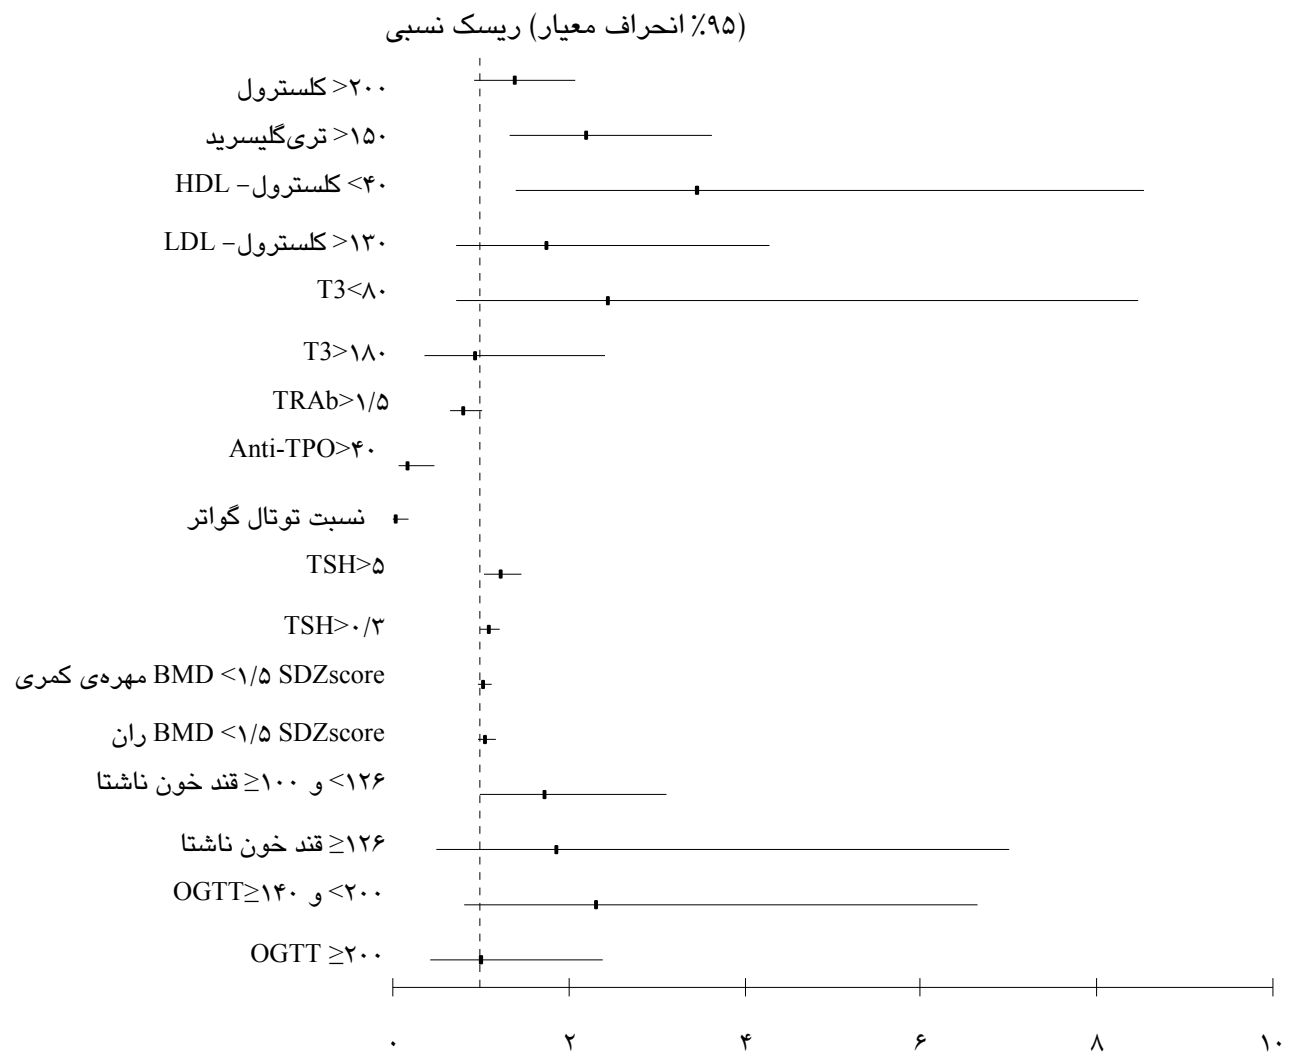 ریسک نسبی (۹۵٪ انحراف معیار)
کلسترول >۲۰۰
تری‌گلیسرید >۱۵۰
HDL -کلسترول <۴۰
LDL -کلسترول >۱۳۰
T3<۸۰
T3>۱۸۰
TRAb>۱/۵
Anti-TPO>۴۰
نسبت توتال گواتر
TSH>۵
TSH>۰/۳
مهره‌ی کمری BMD <۱/۵ SDZscore
ران BMD <۱/۵ SDZscore
قند خون ناشتا ≥۱۰۰ و <۱۲۶
قند خون ناشتا ≥۱۲۶
OGTT≥۱۴۰ و <۲۰۰
OGTT ≥۲۰۰
۰ ۲ ۴ ۶ ۸ ۱۰